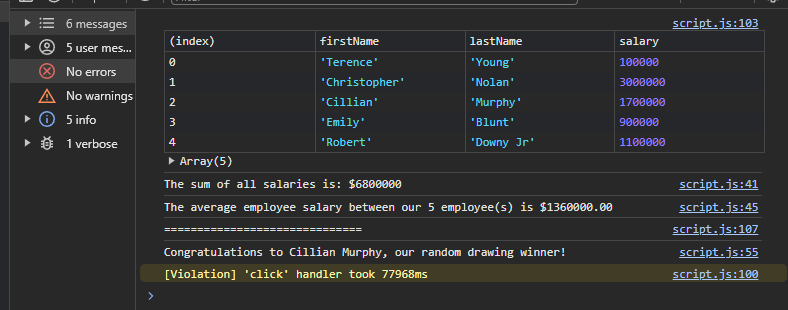 6 messages
5 user mes...
No errors
No warnings
5 info
1 verbose
script.js:103
(index) firstName lastName salary
0 'Terence' 'Young' 100000
1 'Christopher' 'Nolan' 3000000
2 'Cillian' 'Murphy' 1700000
3 'Emily' 'Blunt' 900000
4 'Robert' 'Downy Jr' 1100000
Array(5)
The sum of all salaries is: $6800000 script.js:41
The average employee salary between our 5 employee(s) is $1360000.00 script.js:45
============================== script.js:107
Congratulations to Cillian Murphy, our random drawing winner! script.js:55
[Violation] 'click' handler took 77968ms script.js:100